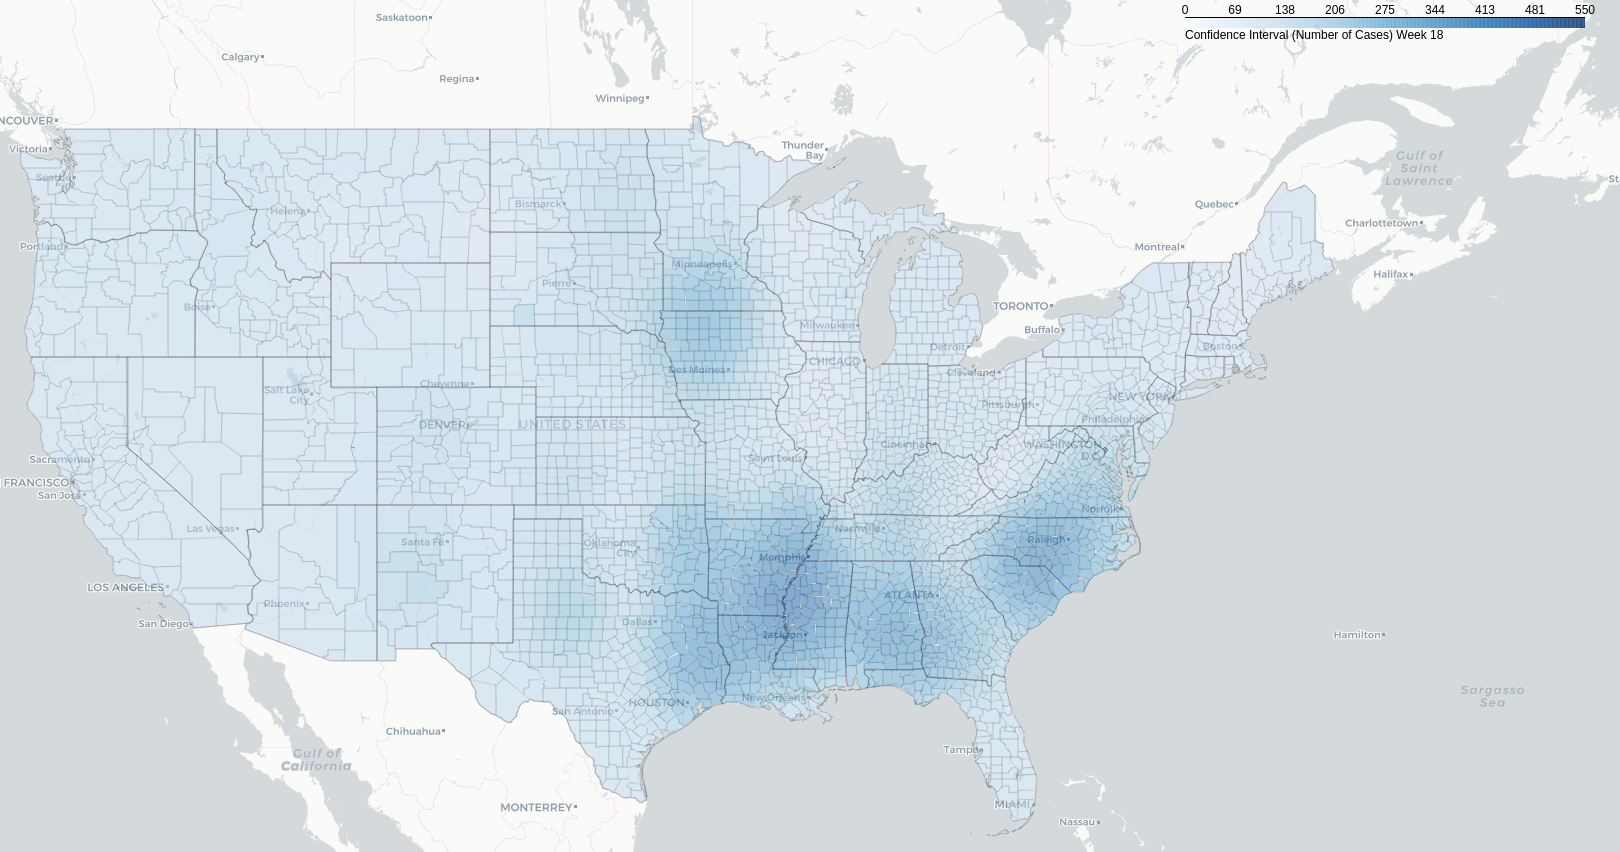 0 69 138 206 275 344 413 481 550
Confidence Interval (Number of Cases) Week 18
Saskatoon
Calgary
Regina
Winnipeg
NCOUVER
Victoria
Thunder
Bay
Gulf of
Saint
Lawrence
St
Seattle
Bismarck
Helena
Quebec
Charlottetown
Portland
Montreal
Minneapolis
Halifax
Pierre
Boise
TORONTO
Milwaukee
Buffalo
Detroit
Boston
CHICAGO
Des Moines
Cleveland
Cheyenne
Salt Lake
City
NEW YORK
Pittsburgh
Philadelphia
DENVER
UNITED STATES
Cincinnati
WASHINGTON
D.C.
Sacramento
Saint Louis
FRANCISCO
San Jose
Norfolk
Las Vegas
Nashville
Santa Fe
Oklahoma
City
Raleigh
Memphis
LOS ANGELES
ATLANTA
Phoenix
San Diego
Dallas
Jackson
Hamilton
Sargasso
Sea
New Orleans
HOUSTON
San Antonio
Chihuahua
Gulf of
California
Tampa
MONTERREY
MIAMI
Nassau